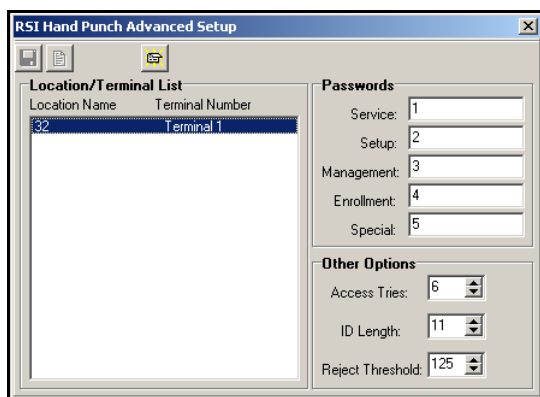 RSI Hand Punch Advanced Setup
Location/Terminal List
Location Name Terminal Number
32 Terminal 1
Passwords
Service: 1
Setup: 2
Management: 3
Enrollment: 4
Special: 5
Other Options
Access Tries: 6
ID Length: 11
Reject Threshold: 125